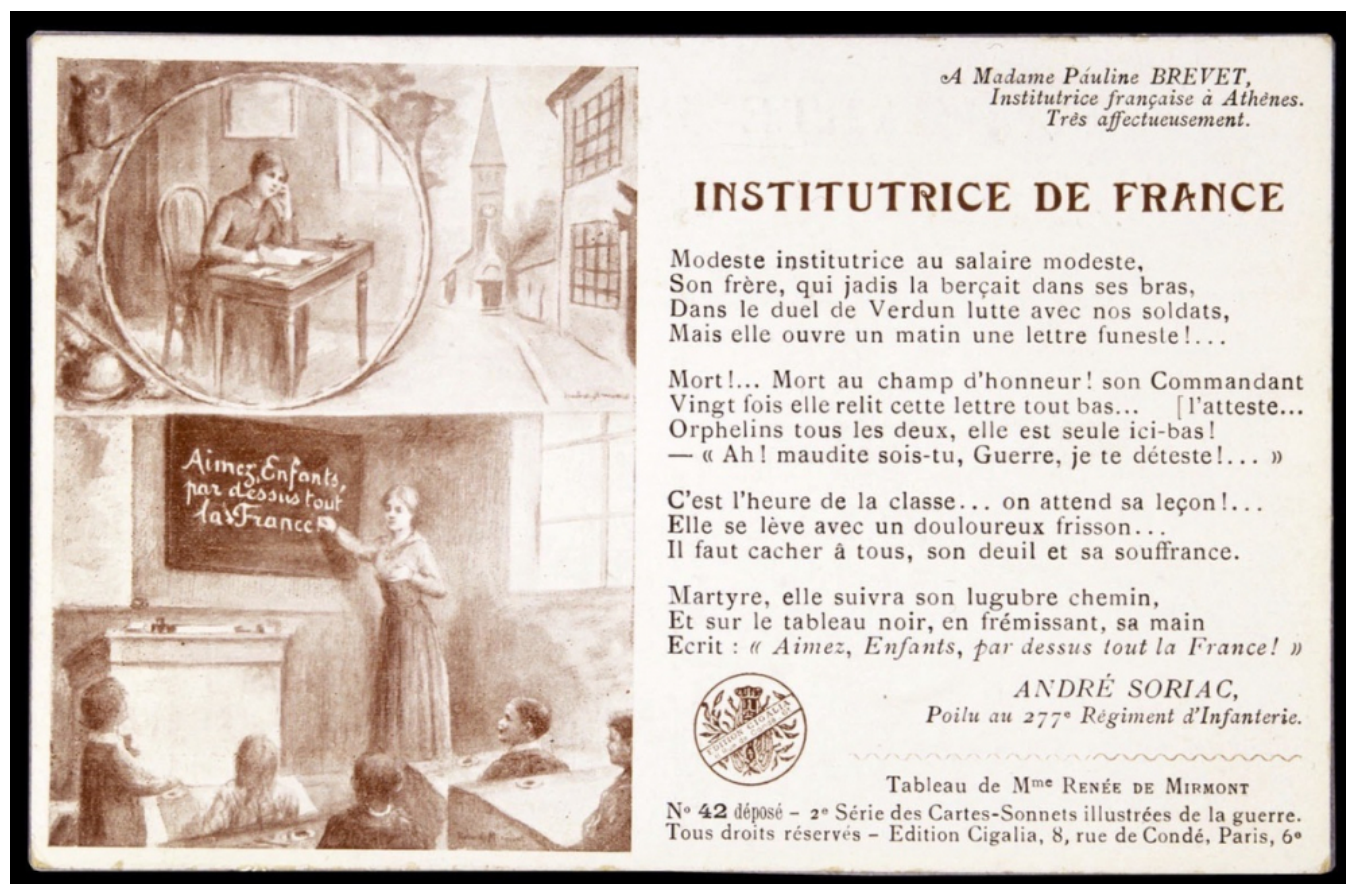 Aimez, Enfants,
par dessus tout
la France!
A Madame Pauline BREVET,
Institutrice française à Athènes.
Très affectueusement.
INSTITUTRICE DE FRANCE
Modeste institutrice au salaire modeste,
Son frère, qui jadis la berçait dans ses bras,
Dans le duel de Verdun lutte avec nos soldats,
Mais elle ouvre un matin une lettre funeste!...
Mort!... Mort au champ d'honneur! son Commandant
Vingt fois elle relit cette lettre tout bas... [l'atteste...
Orphelins tous les deux, elle est seule ici-bas!
— « Ah! maudite sois-tu, Guerre, je te déteste!... »
C'est l'heure de la classe... on attend sa leçon!...
Elle se lève avec un douloureux frisson...
Il faut cacher à tous, son deuil et sa souffrance.
Martyre, elle suivra son lugubre chemin,
Et sur le tableau noir, en frémissant, sa main
Ecrit : « Aimez, Enfants, par dessus tout la France! »
ANDRÉ SORIAC,
Poilu au 277e Régiment d'Infanterie.
EDITION CIGALIA
Tableau de Mme RENÉE DE MIRMONT
No 42 déposé - 2e Série des Cartes-Sonnets illustrées de la guerre.
Tous droits réservés - Edition Cigalia, 8, rue de Condé, Paris, 6e